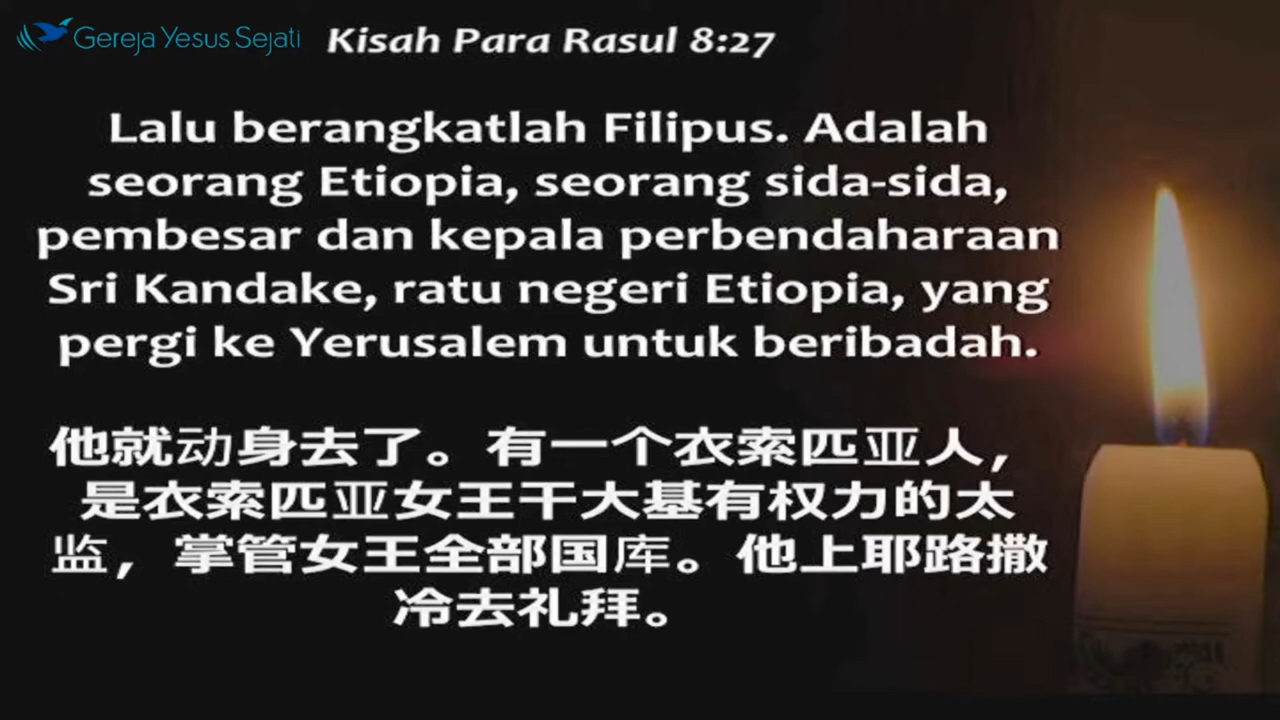 Gereja Yesus Sejati
Kisah Para Rasul 8:27
Lalu berangkatlah Filipus. Adalah
seorang Etiopia, seorang sida-sida,
pembesar dan kepala perbendaharaan
Sri Kandake, ratu negeri Etiopia, yang
pergi ke Yerusalem untuk beribadah.
他就动身去了。有一个衣索匹亚人，
是衣索匹亚女王干大基有权力的太
监，掌管女王全部国库。他上耶路撒
冷去礼拜。